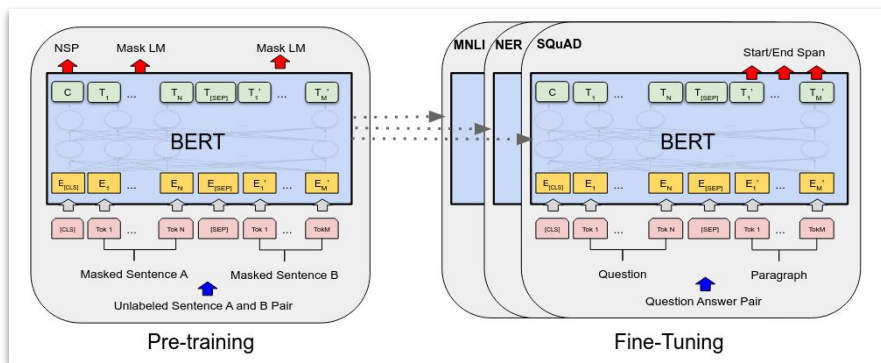 NSP Mask LM Mask LM
C T1 ... TN T[SEP] T1' ... TM'
BERT
E[CLS] E1 ... EN E[SEP] E1' ... EM'
[CLS] Tok 1 ... Tok N [SEP] Tok 1 ... TokM
Masked Sentence A Masked Sentence B
Unlabeled Sentence A and B Pair
Pre-training
MNLI NER SQuAD
Start/End Span
C T1 ... TN T[SEP] T1' ... TM'
BERT
E[CLS] E1 ... EN E[SEP] E1' ... EM'
[CLS] Tok 1 ... Tok N [SEP] Tok 1 ... TokM
Question Paragraph
Question Answer Pair
Fine-Tuning